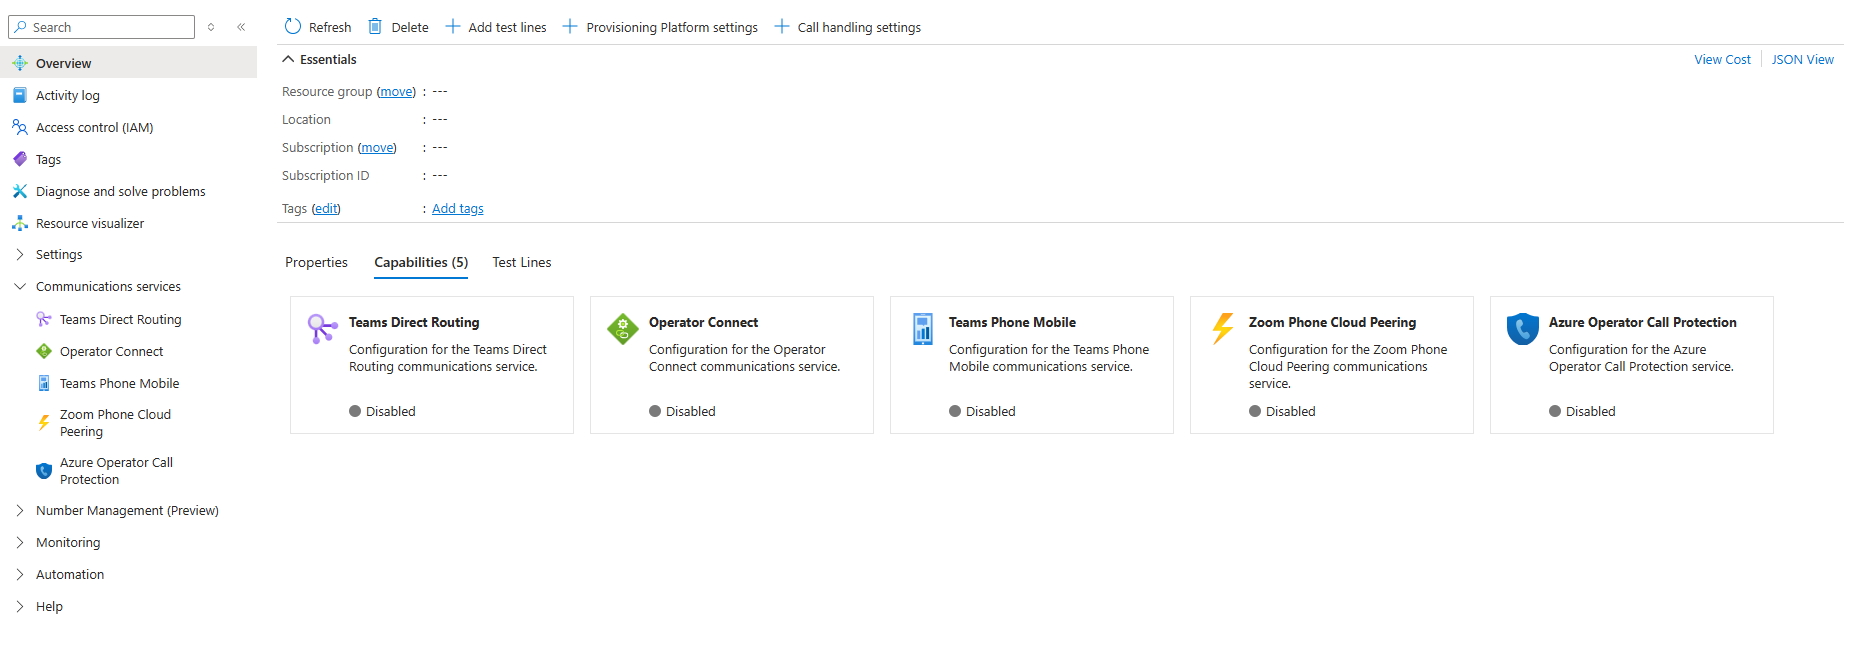 Search
Refresh
Delete
Add test lines
Provisioning Platform settings
Call handling settings
Overview
Activity log
Access control (IAM)
Tags
Diagnose and solve problems
Resource visualizer
Settings
Communications services
Teams Direct Routing
Operator Connect
Teams Phone Mobile
Zoom Phone Cloud
Peering
Azure Operator Call
Protection
Number Management (Preview)
Monitoring
Automation
Help
Essentials
View Cost
JSON View
Resource group (move) : ---
Location : ---
Subscription (move) : ---
Subscription ID : ---
Tags (edit) : Add tags
Properties
Capabilities (5)
Test Lines
Teams Direct Routing
Configuration for the Teams Direct
Routing communications service.
Disabled
Operator Connect
Configuration for the Operator
Connect communications service.
Disabled
Teams Phone Mobile
Configuration for the Teams Phone
Mobile communications service.
Disabled
Zoom Phone Cloud Peering
Configuration for the Zoom Phone
Cloud Peering communications
service.
Disabled
Azure Operator Call Protection
Configuration for the Azure
Operator Call Protection service.
Disabled